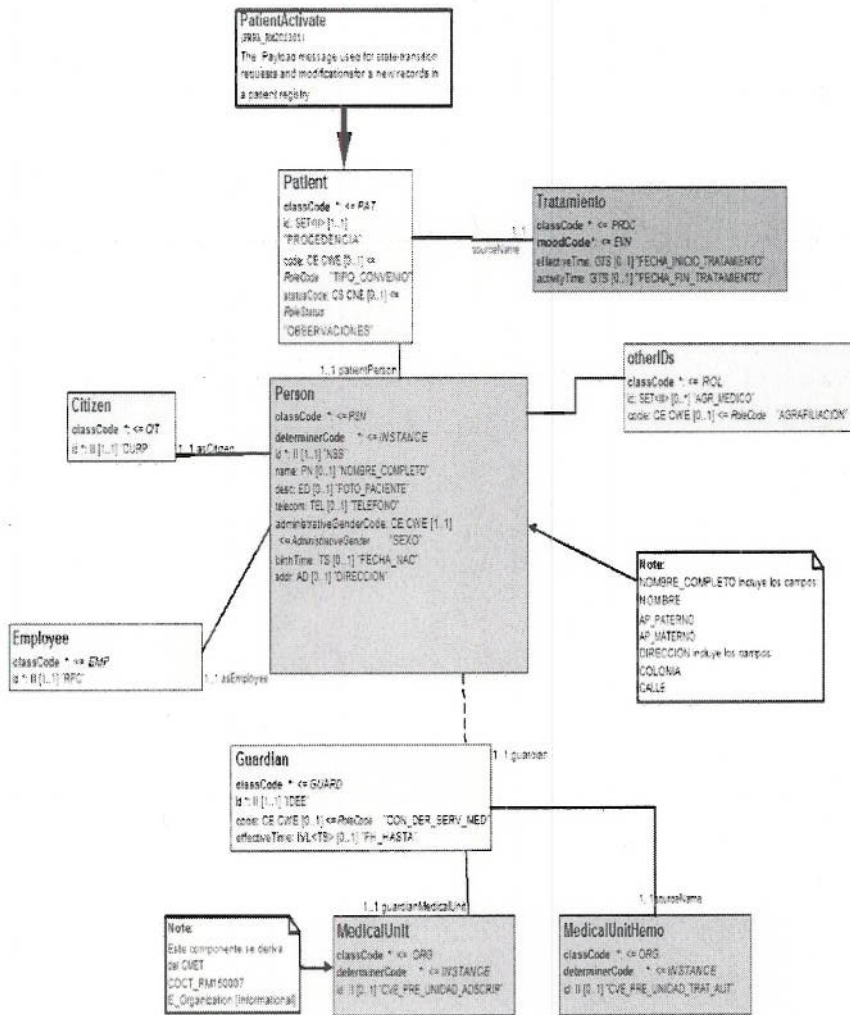 PatientActivate
The Payload message used for state-transition
requests and modifications for a new records in
a patient registry
Patient
classCode *: <= PAT
id: SET<II> [1..1]
"PROCEDENCIA"
code: CE CWE [0..1] <=
RoleCode "TIPO_CONVENIO"
statusCode: CS CNE [0..1] <=
RoleStatus
"OBSERVACIONES"
1..1
sourceName
Tratamiento
classCode *: <= PROC
moodCode*: <= EVN
effectiveTime: GTS [0..1] "FECHA_INICIO_TRATAMIENTO"
activityTime: GTS [0..1] "FECHA_FIN_TRATAMIENTO"
1..1 patientPerson
otherIDs
classCode *: <= ROL
id: SET<II> [0..*] "AGR_MEDICO"
code: CE CWE [0..1] <= RoleCode "AGRAFILIACION"
Citizen
classCode *: <= CIT
id *: II [1..1] "CURP"
1..1 asCitizen
Person
classCode *: <= PSN
determinerCode *: <= INSTANCE
id *: II [1..1] "NSS"
name: PN [0..1] "NOMBRE_COMPLETO"
desc: ED [0..1] "FOTO_PACIENTE"
telecom: TEL [0..1] "TELEFONO"
administrativeGenderCode: CE CWE [1..1]
<= AdministrativeGender "SEXO"
birthTime: TS [0..1] "FECHA_NAC"
addr: AD [0..1] "DIRECCION"
Note:
NOMBRE_COMPLETO incluye los campos:
NOMBRE
AP_PATERNO
AP_MATERNO
DIRECCION incluye los campos:
COLONIA
CALLE
Employee
classCode *: <= EMP
id *: II [1..1] "RFC"
1..1 asEmployee
1..1 guardian
Guardian
classCode *: <= GUARD
id *: II [1..1] "IDEE"
code: CE CWE [0..1] <= RoleCode "CON_DER_SERV_MED"
effectiveTime: IVL<TS> [0..1] "FH_HASTA"
1..1 guardianMedicalUnit
1..1 sourceName
Note:
Este componente se deriva
del CMET
COCT_RM150007
E_Organization [informational]
MedicalUnit
classCode *: <= ORG
determinerCode *: <= INSTANCE
id: II [0..1] "CVE_PRE_UNIDAD_ADSCRIP"
MedicalUnitHemo
classCode *: <= ORG
determinerCode *: <= INSTANCE
id: II [0..1] "CVE_PRE_UNIDAD_TRAT_AUT"